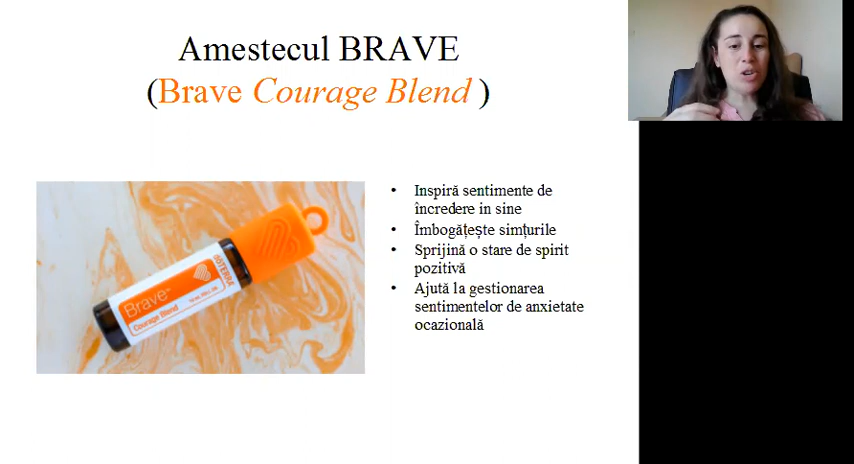 Amestecul BRAVE
(Brave Courage Blend )
• Inspiră sentimente de
încredere in sine
• Îmbogățește simțurile
• Sprijină o stare de spirit
pozitivă
• Ajută la gestionarea
sentimentelor de anxietate
ocazională
dōTERRA
Brave™
Courage Blend